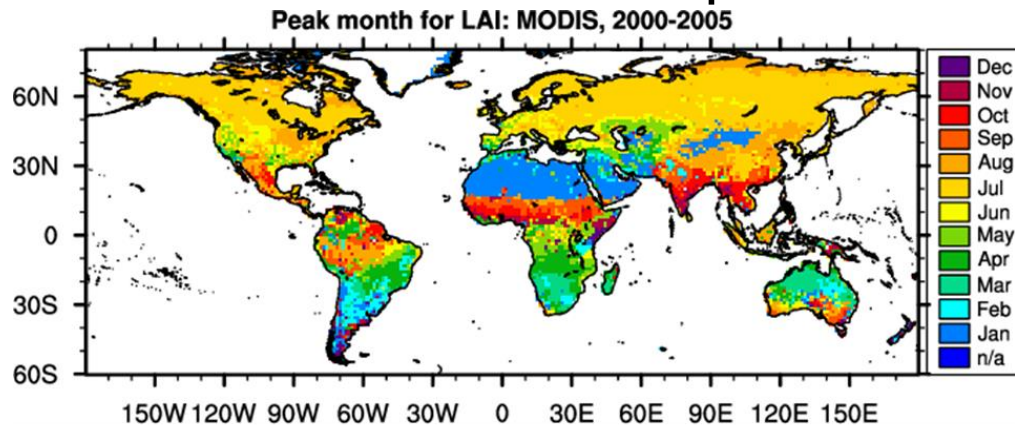 Peak month for LAI: MODIS, 2000-2005
60N
30N
0
30S
60S
150W 120W 90W 60W 30W 0 30E 60E 90E 120E 150E
Dec
Nov
Oct
Sep
Aug
Jul
Jun
May
Apr
Mar
Feb
Jan
n/a